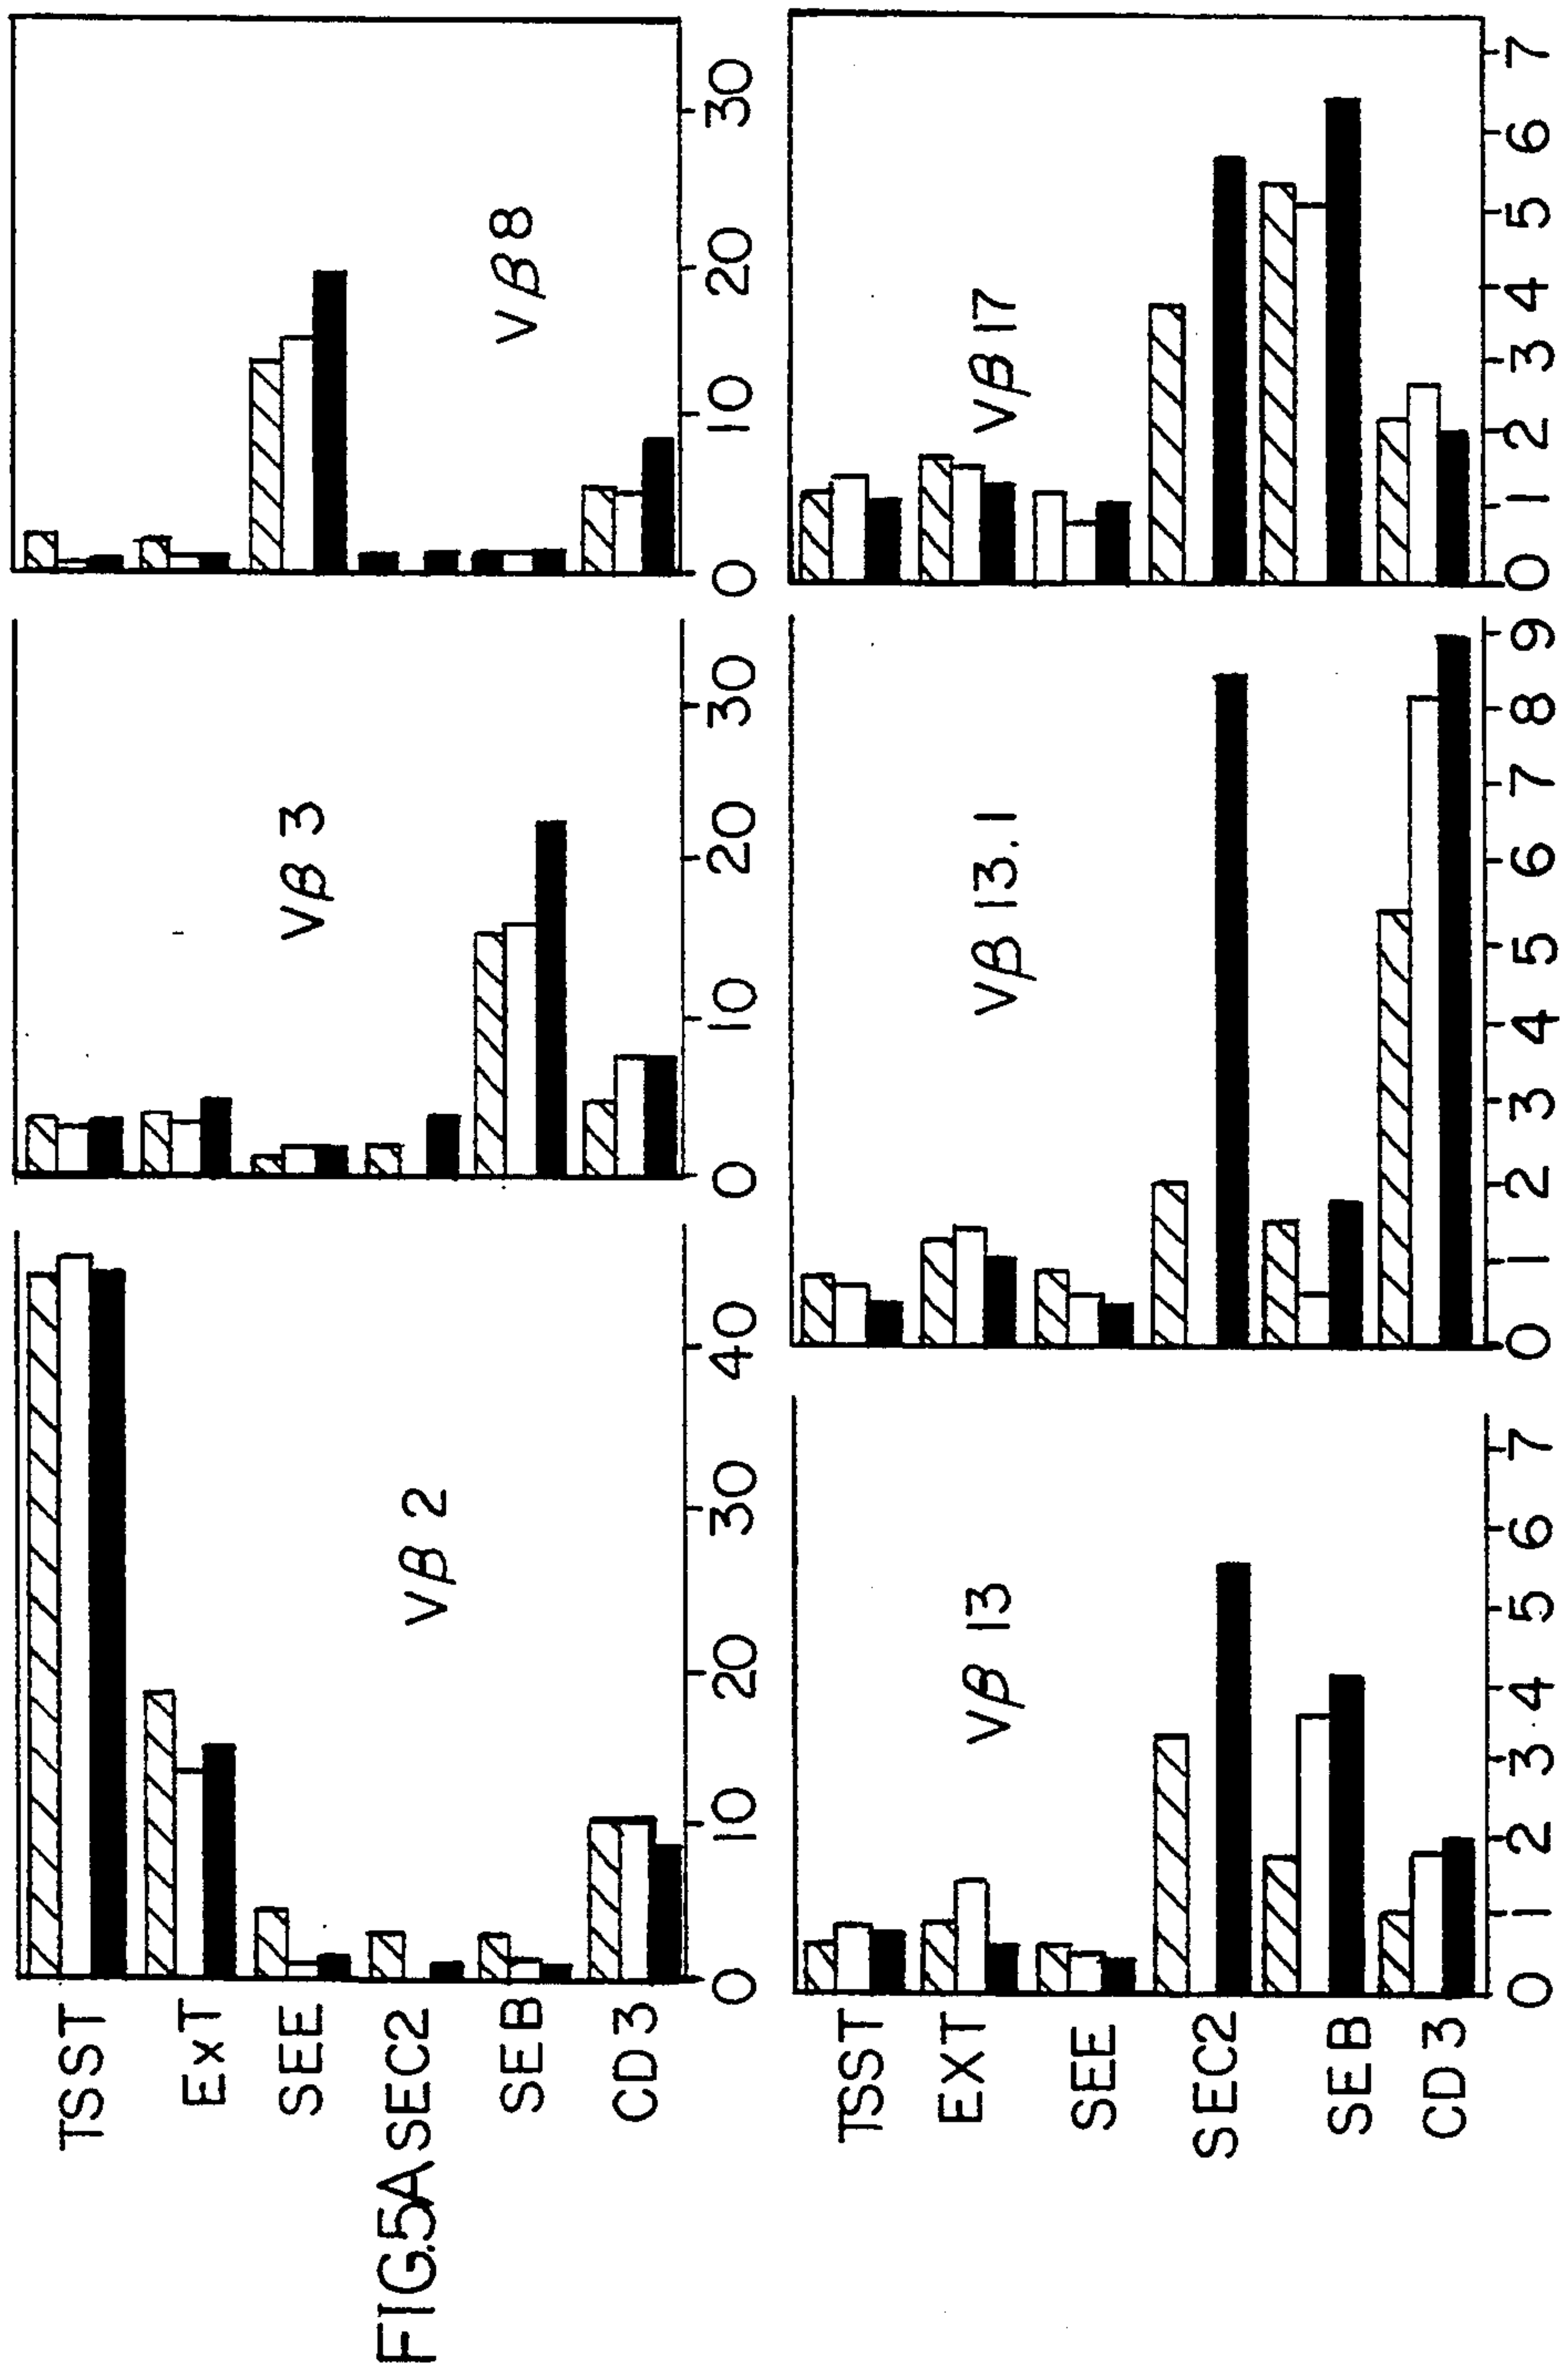 FIG.5A
TSST
ExT
SEE
SEC2
SEB
CD3
Vβ 2
0 10 20 30 40
Vβ 3
0 10 20 30
Vβ 8
0 10 20 30
TSST
EXT
SEE
SEC2
SEB
CD3
Vβ 13
0 1 2 3 4 5 6 7
Vβ 13.1
0 1 2 3 4 5 6 7 8 9
Vβ 17
0 1 2 3 4 5 6 7